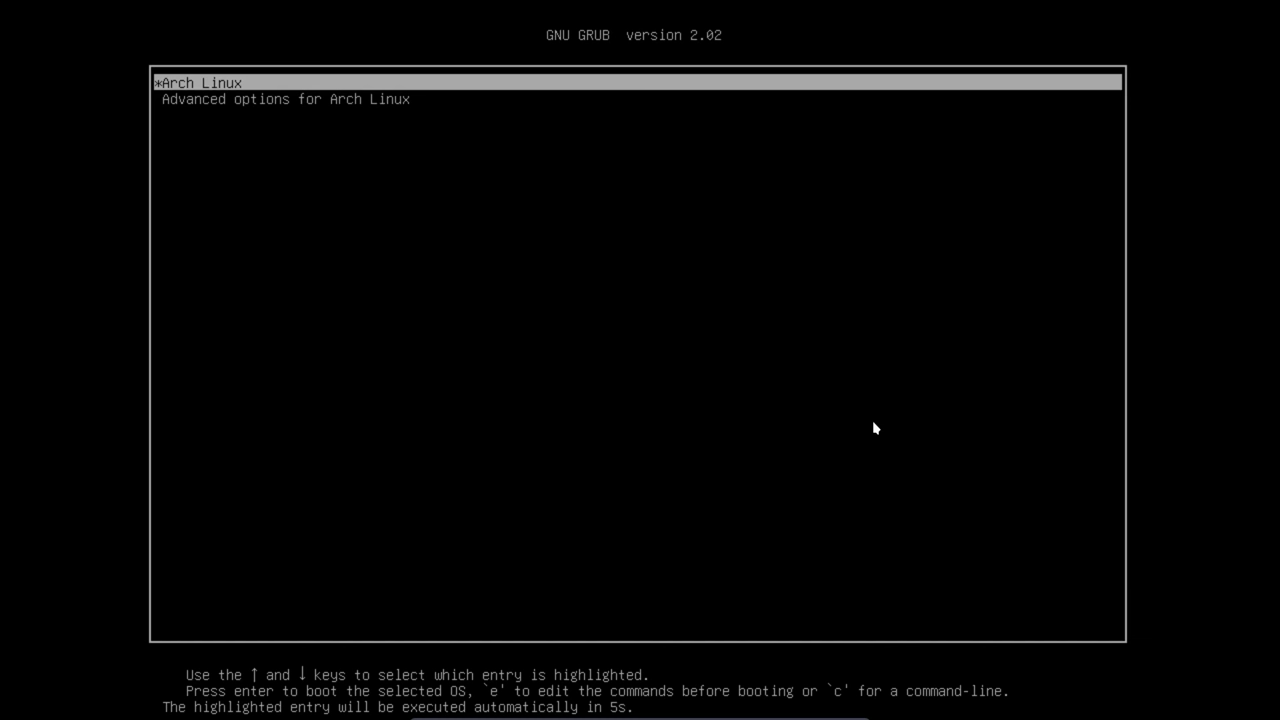 GNU GRUB  version 2.02
*Arch Linux
Advanced options for Arch Linux
Use the ↑ and ↓ keys to select which entry is highlighted.
Press enter to boot the selected OS, `e' to edit the commands before booting or `c' for a command-line.
The highlighted entry will be executed automatically in 5s.